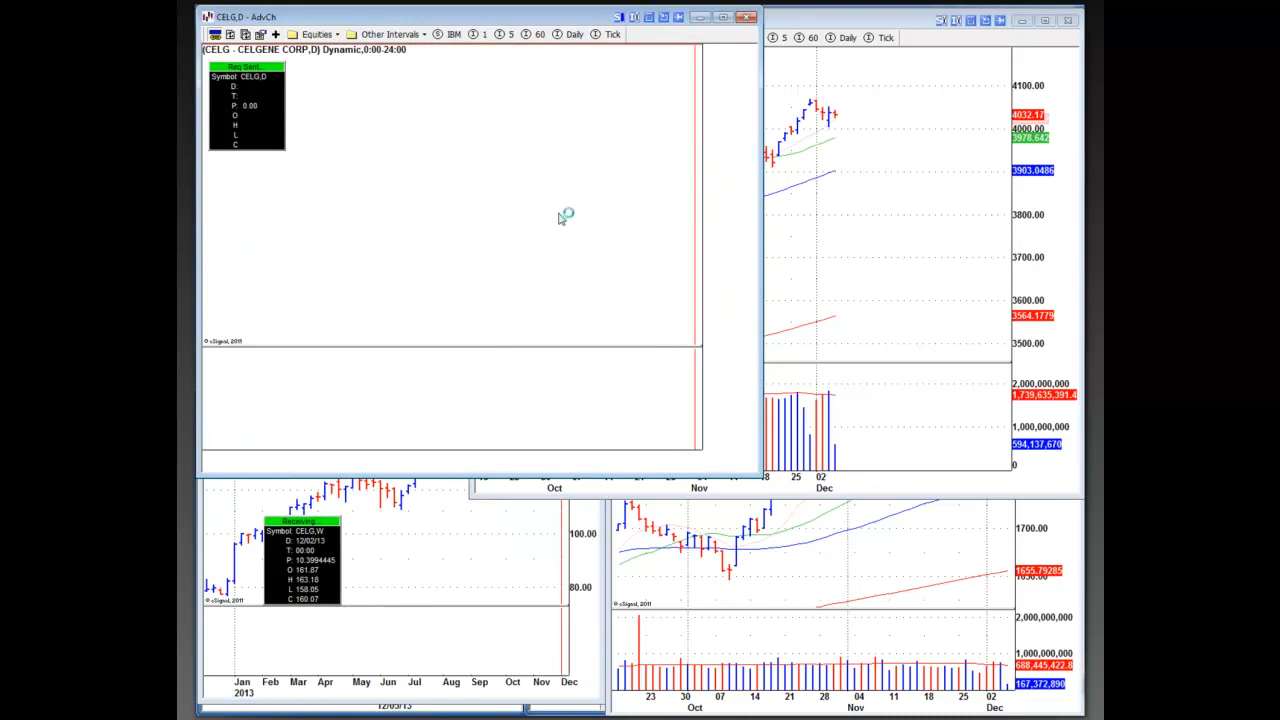 CELG,D - AdvCh
Equities
Other Intervals
IBM
1
5
60
Daily
Tick
(CELG - CELGENE CORP,D) Dynamic,0:00-24:00
Req Sent...
Symbol: CELG,D
D:
T:
P: 0.00
O
H
L
C
© eSignal, 2011
5
60
Daily
Tick
4100.00
4032.17
4000.00
3978.642
3903.0486
3800.00
3700.00
3600.00
3564.1779
3500.00
2,000,000,000
1,739,635,391.4
1,000,000,000
594,137,670
0
18
25
02
Oct
Nov
Dec
Receiving...
Symbol: CELG,W
D: 12/02/13
T: 00:00
P: 10.3994445
O 161.87
H 163.18
L 158.05
C 160.07
100.00
80.00
© eSignal, 2011
Jan
Feb
Mar
Apr
May
Jun
Jul
Aug
Sep
Oct
Nov
Dec
2013
12/05/13
1700.00
1655.79285
© eSignal, 2011
2,000,000,000
1,000,000,000
688,445,422.8
167,372,890
23
30
07
14
21
28
04
11
18
25
02
Oct
Nov
Dec